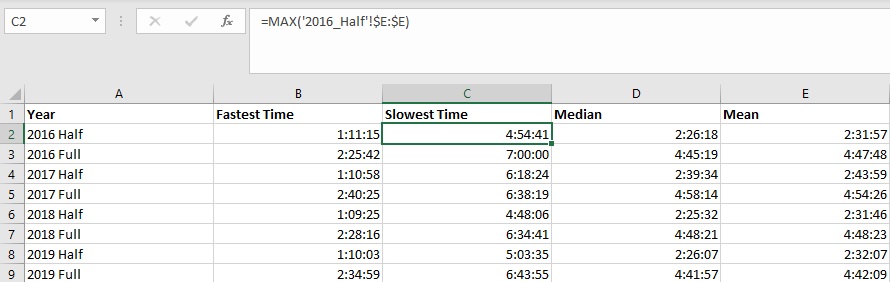 C2 fx =MAX('2016_Half'!$E:$E)
A B C D E
1 Year Fastest Time Slowest Time Median Mean
2 2016 Half 1:11:15 4:54:41 2:26:18 2:31:57
3 2016 Full 2:25:42 7:00:00 4:45:19 4:47:48
4 2017 Half 1:10:58 6:18:24 2:39:34 2:43:59
5 2017 Full 2:40:25 6:38:19 4:58:14 4:54:26
6 2018 Half 1:09:25 4:48:06 2:25:32 2:31:46
7 2018 Full 2:28:16 6:34:41 4:48:21 4:48:23
8 2019 Half 1:10:03 5:03:35 2:26:07 2:32:07
9 2019 Full 2:34:59 6:43:55 4:41:57 4:42:09